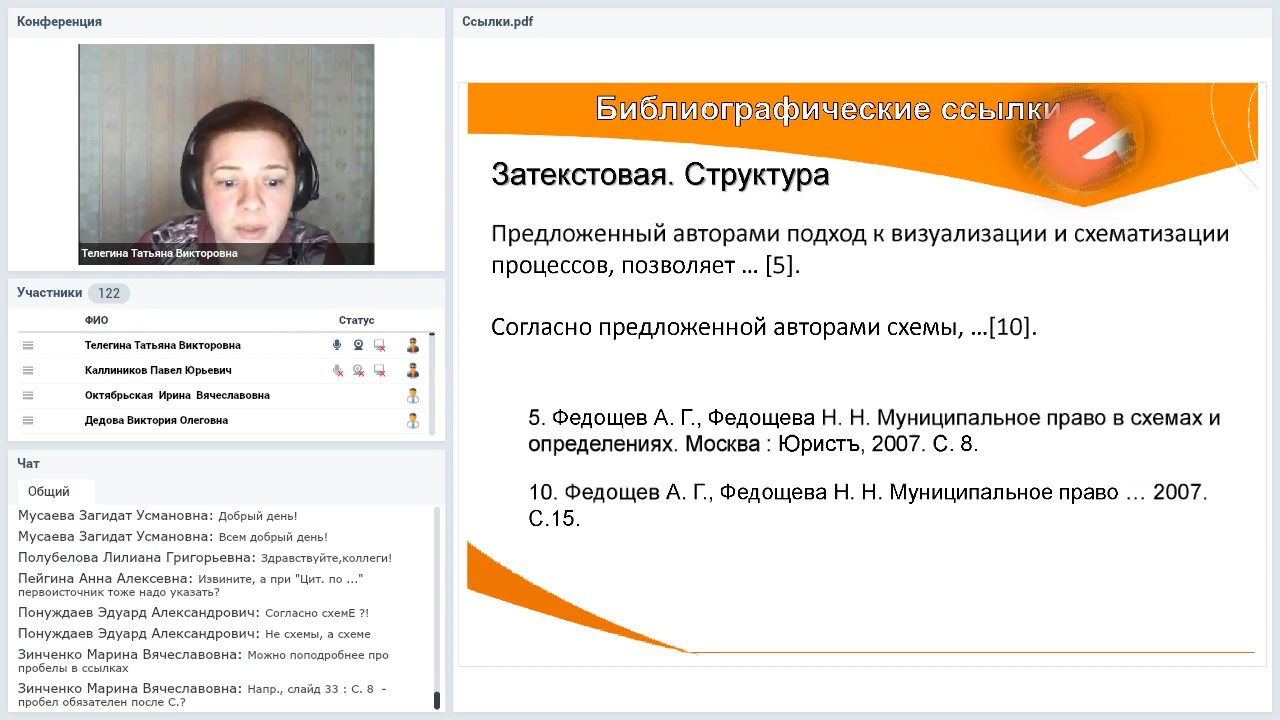 Конференция
Телегина Татьяна Викторовна
Участники 122
ФИО Статус
Телегина Татьяна Викторовна
Каллиников Павел Юрьевич
Октябрьская Ирина Вячеславовна
Дедова Виктория Олеговна
Чат
Общий
Мусаева Загидат Усмановна: Добрый день!
Мусаева Загидат Усмановна: Всем добрый день!
Полубелова Лилиана Григорьевна: Здравствуйте,коллеги!
Пейгина Анна Алексевна: Извините, а при "Цит. по ..."
первоисточник тоже надо указать?
Понуждаев Эдуард Александрович: Согласно схемЕ ?!
Понуждаев Эдуард Александрович: Не схемы, а схеме
Зинченко Марина Вячеславовна: Можно поподробнее про
пробелы в ссылках
Зинченко Марина Вячеславовна: Напр., слайд 33 : С. 8 -
пробел обязателен после С.?
Ссылки.pdf
Библиографические ссылки
Затекстовая. Структура
Предложенный авторами подход к визуализации и схематизации
процессов, позволяет … [5].
Согласно предложенной авторами схемы, …[10].
5. Федощев А. Г., Федощева Н. Н. Муниципальное право в схемах и
определениях. Москва : Юристъ, 2007. С. 8.
10. Федощев А. Г., Федощева Н. Н. Муниципальное право … 2007.
С.15.